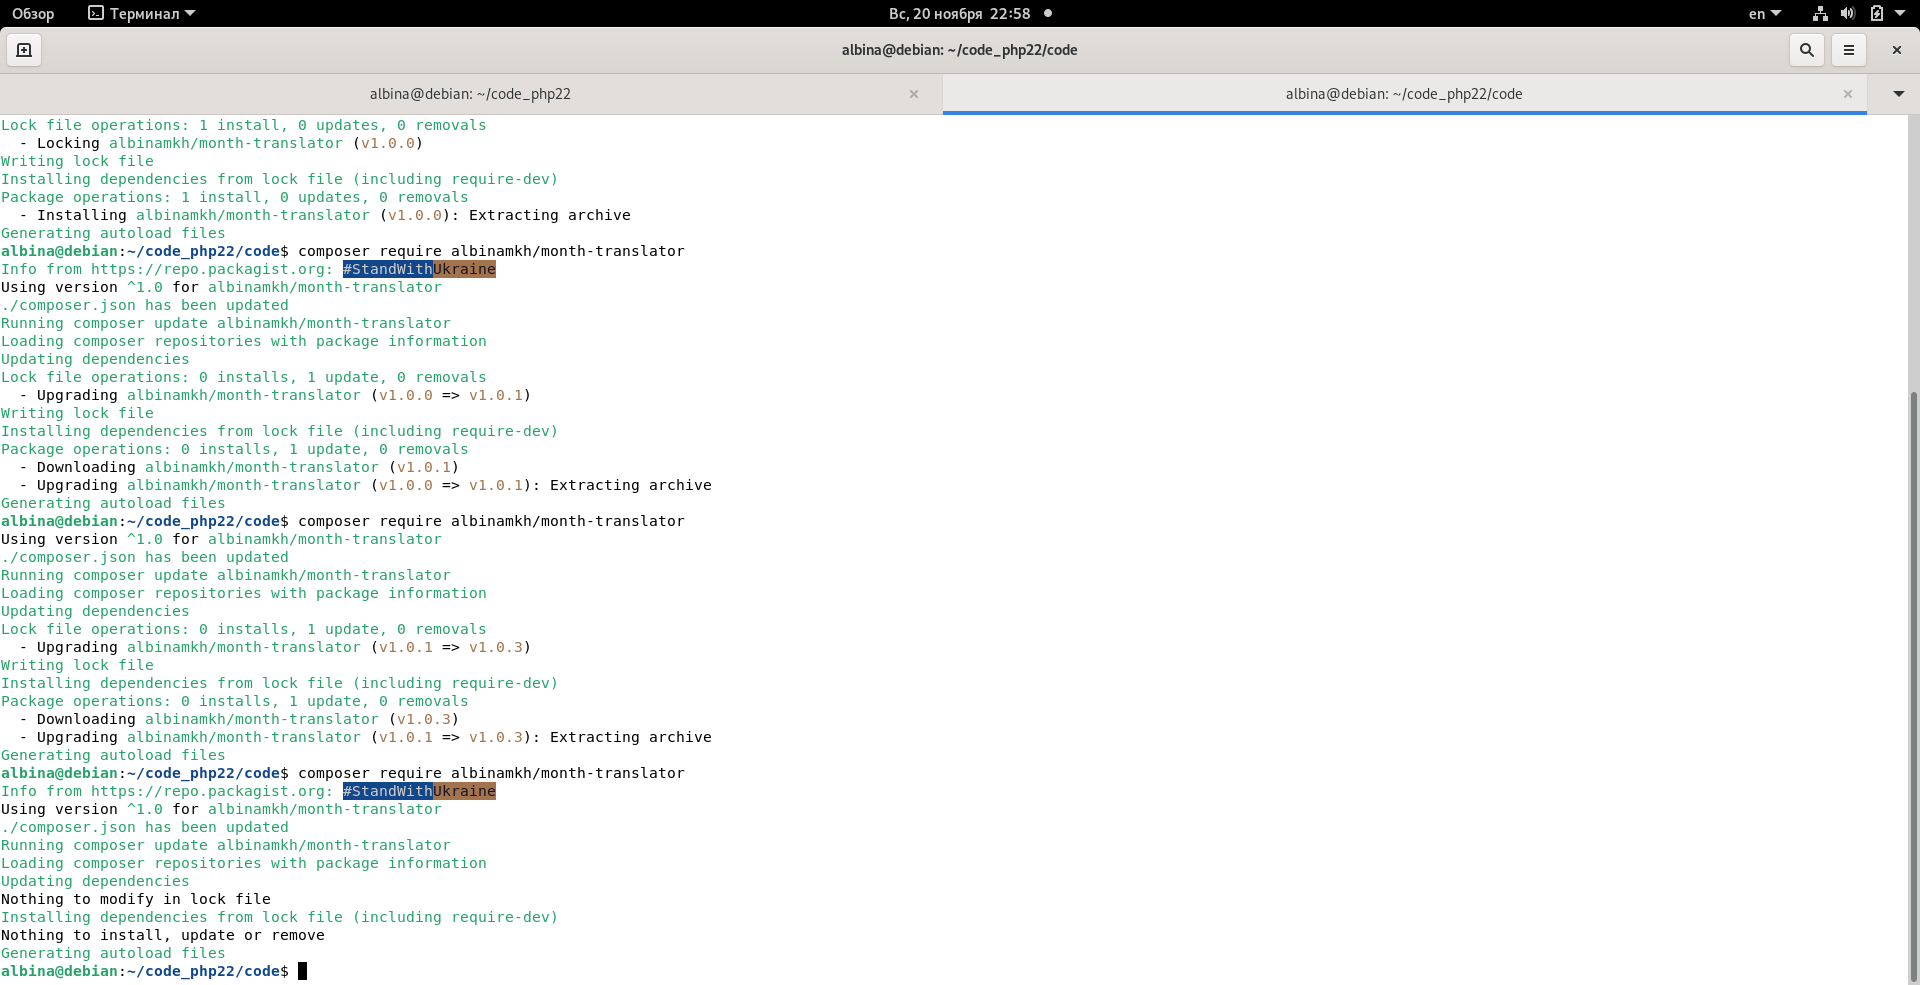 Обзор Терминал Вс, 20 ноября 22:58 en
albina@debian: ~/code_php22/code
albina@debian: ~/code_php22 albina@debian: ~/code_php22/code
Lock file operations: 1 install, 0 updates, 0 removals
  - Locking albinamkh/month-translator (v1.0.0)
Writing lock file
Installing dependencies from lock file (including require-dev)
Package operations: 1 install, 0 updates, 0 removals
  - Installing albinamkh/month-translator (v1.0.0): Extracting archive
Generating autoload files
albina@debian:~/code_php22/code$ composer require albinamkh/month-translator
Info from https://repo.packagist.org: #StandWithUkraine
Using version ^1.0 for albinamkh/month-translator
./composer.json has been updated
Running composer update albinamkh/month-translator
Loading composer repositories with package information
Updating dependencies
Lock file operations: 0 installs, 1 update, 0 removals
  - Upgrading albinamkh/month-translator (v1.0.0 => v1.0.1)
Writing lock file
Installing dependencies from lock file (including require-dev)
Package operations: 0 installs, 1 update, 0 removals
  - Downloading albinamkh/month-translator (v1.0.1)
  - Upgrading albinamkh/month-translator (v1.0.0 => v1.0.1): Extracting archive
Generating autoload files
albina@debian:~/code_php22/code$ composer require albinamkh/month-translator
Using version ^1.0 for albinamkh/month-translator
./composer.json has been updated
Running composer update albinamkh/month-translator
Loading composer repositories with package information
Updating dependencies
Lock file operations: 0 installs, 1 update, 0 removals
  - Upgrading albinamkh/month-translator (v1.0.1 => v1.0.3)
Writing lock file
Installing dependencies from lock file (including require-dev)
Package operations: 0 installs, 1 update, 0 removals
  - Downloading albinamkh/month-translator (v1.0.3)
  - Upgrading albinamkh/month-translator (v1.0.1 => v1.0.3): Extracting archive
Generating autoload files
albina@debian:~/code_php22/code$ composer require albinamkh/month-translator
Info from https://repo.packagist.org: #StandWithUkraine
Using version ^1.0 for albinamkh/month-translator
./composer.json has been updated
Running composer update albinamkh/month-translator
Loading composer repositories with package information
Updating dependencies
Nothing to modify in lock file
Installing dependencies from lock file (including require-dev)
Nothing to install, update or remove
Generating autoload files
albina@debian:~/code_php22/code$